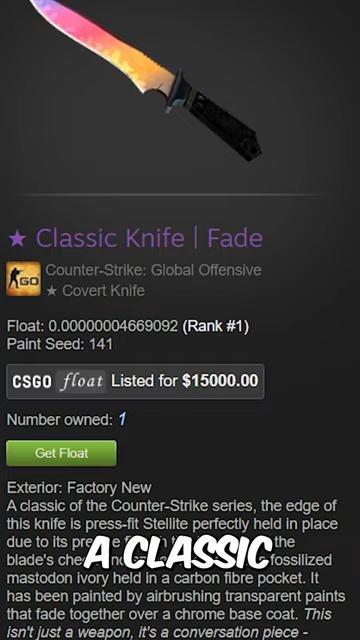 ★ Classic Knife | Fade
GO
Counter-Strike: Global Offensive
★ Covert Knife
Float: 0.00000004669092 (Rank #1)
Paint Seed: 141
CSGO float Listed for $15000.00
Number owned: 1
Get Float
Exterior: Factory New
A classic of the Counter-Strike series, the edge of
this knife is press-fit Stellite perfectly held in place
due to its the
blade's fossilized
A CLASSIC
mastodon ivory held in a carbon fibre pocket. It
has been painted by airbrushing transparent paints
that fade together over a chrome base coat. This
isn't just a weapon, it's a conversation piece -